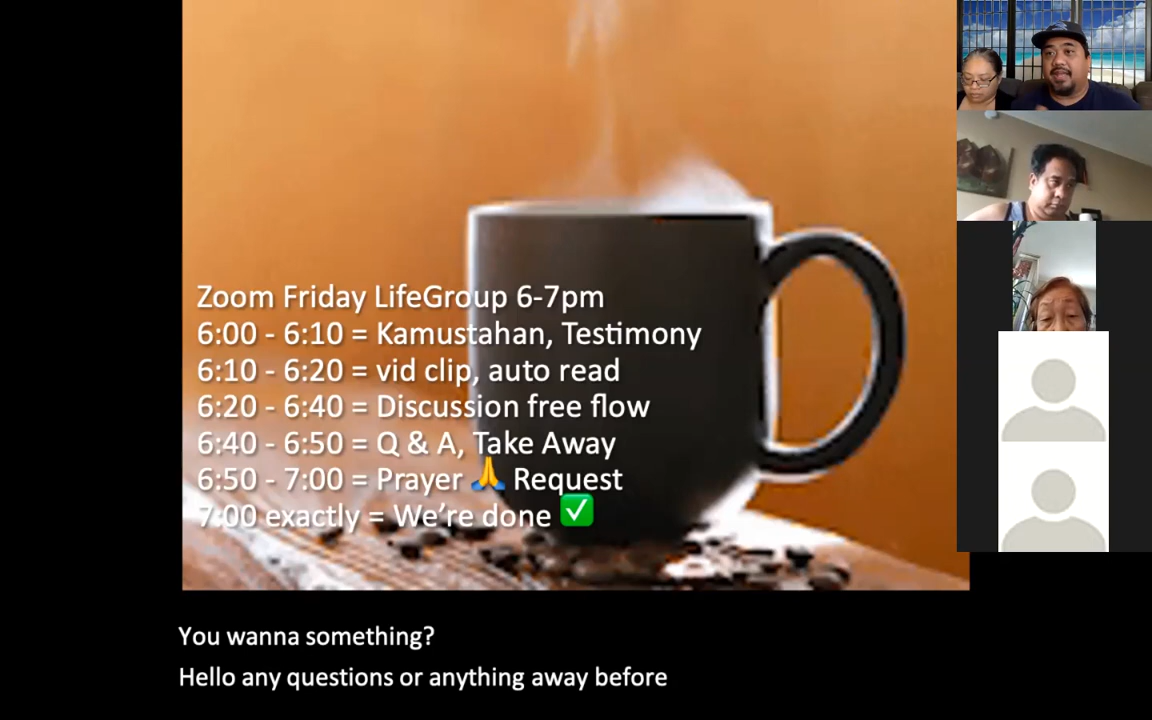 Zoom Friday LifeGroup 6-7pm
6:00 - 6:10 = Kamustahan, Testimony
6:10 - 6:20 = vid clip, auto read
6:20 - 6:40 = Discussion free flow
6:40 - 6:50 = Q & A, Take Away
6:50 - 7:00 = Prayer 🙏 Request
7:00 exactly = We're done ✅
You wanna something?
Hello any questions or anything away before